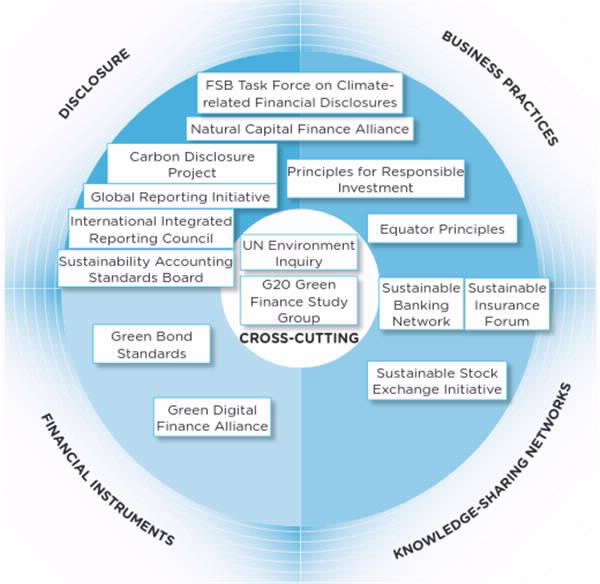 DISCLOSURE
BUSINESS PRACTICES
FSB Task Force on Climate-
related Financial Disclosures
Natural Capital Finance Alliance
Carbon Disclosure
Project
Principles for Responsible
Investment
Global Reporting Initiative
International Integrated
Reporting Council
Equator Principles
Sustainability Accounting
Standards Board
UN Environment
Inquiry
G20 Green
Finance Study
Group
CROSS-CUTTING
Sustainable
Banking
Network
Sustainable
Insurance
Forum
Green Bond
Standards
Sustainable Stock
Exchange Initiative
Green Digital
Finance Alliance
FINANCIAL INSTRUMENTS
KNOWLEDGE-SHARING NETWORKS